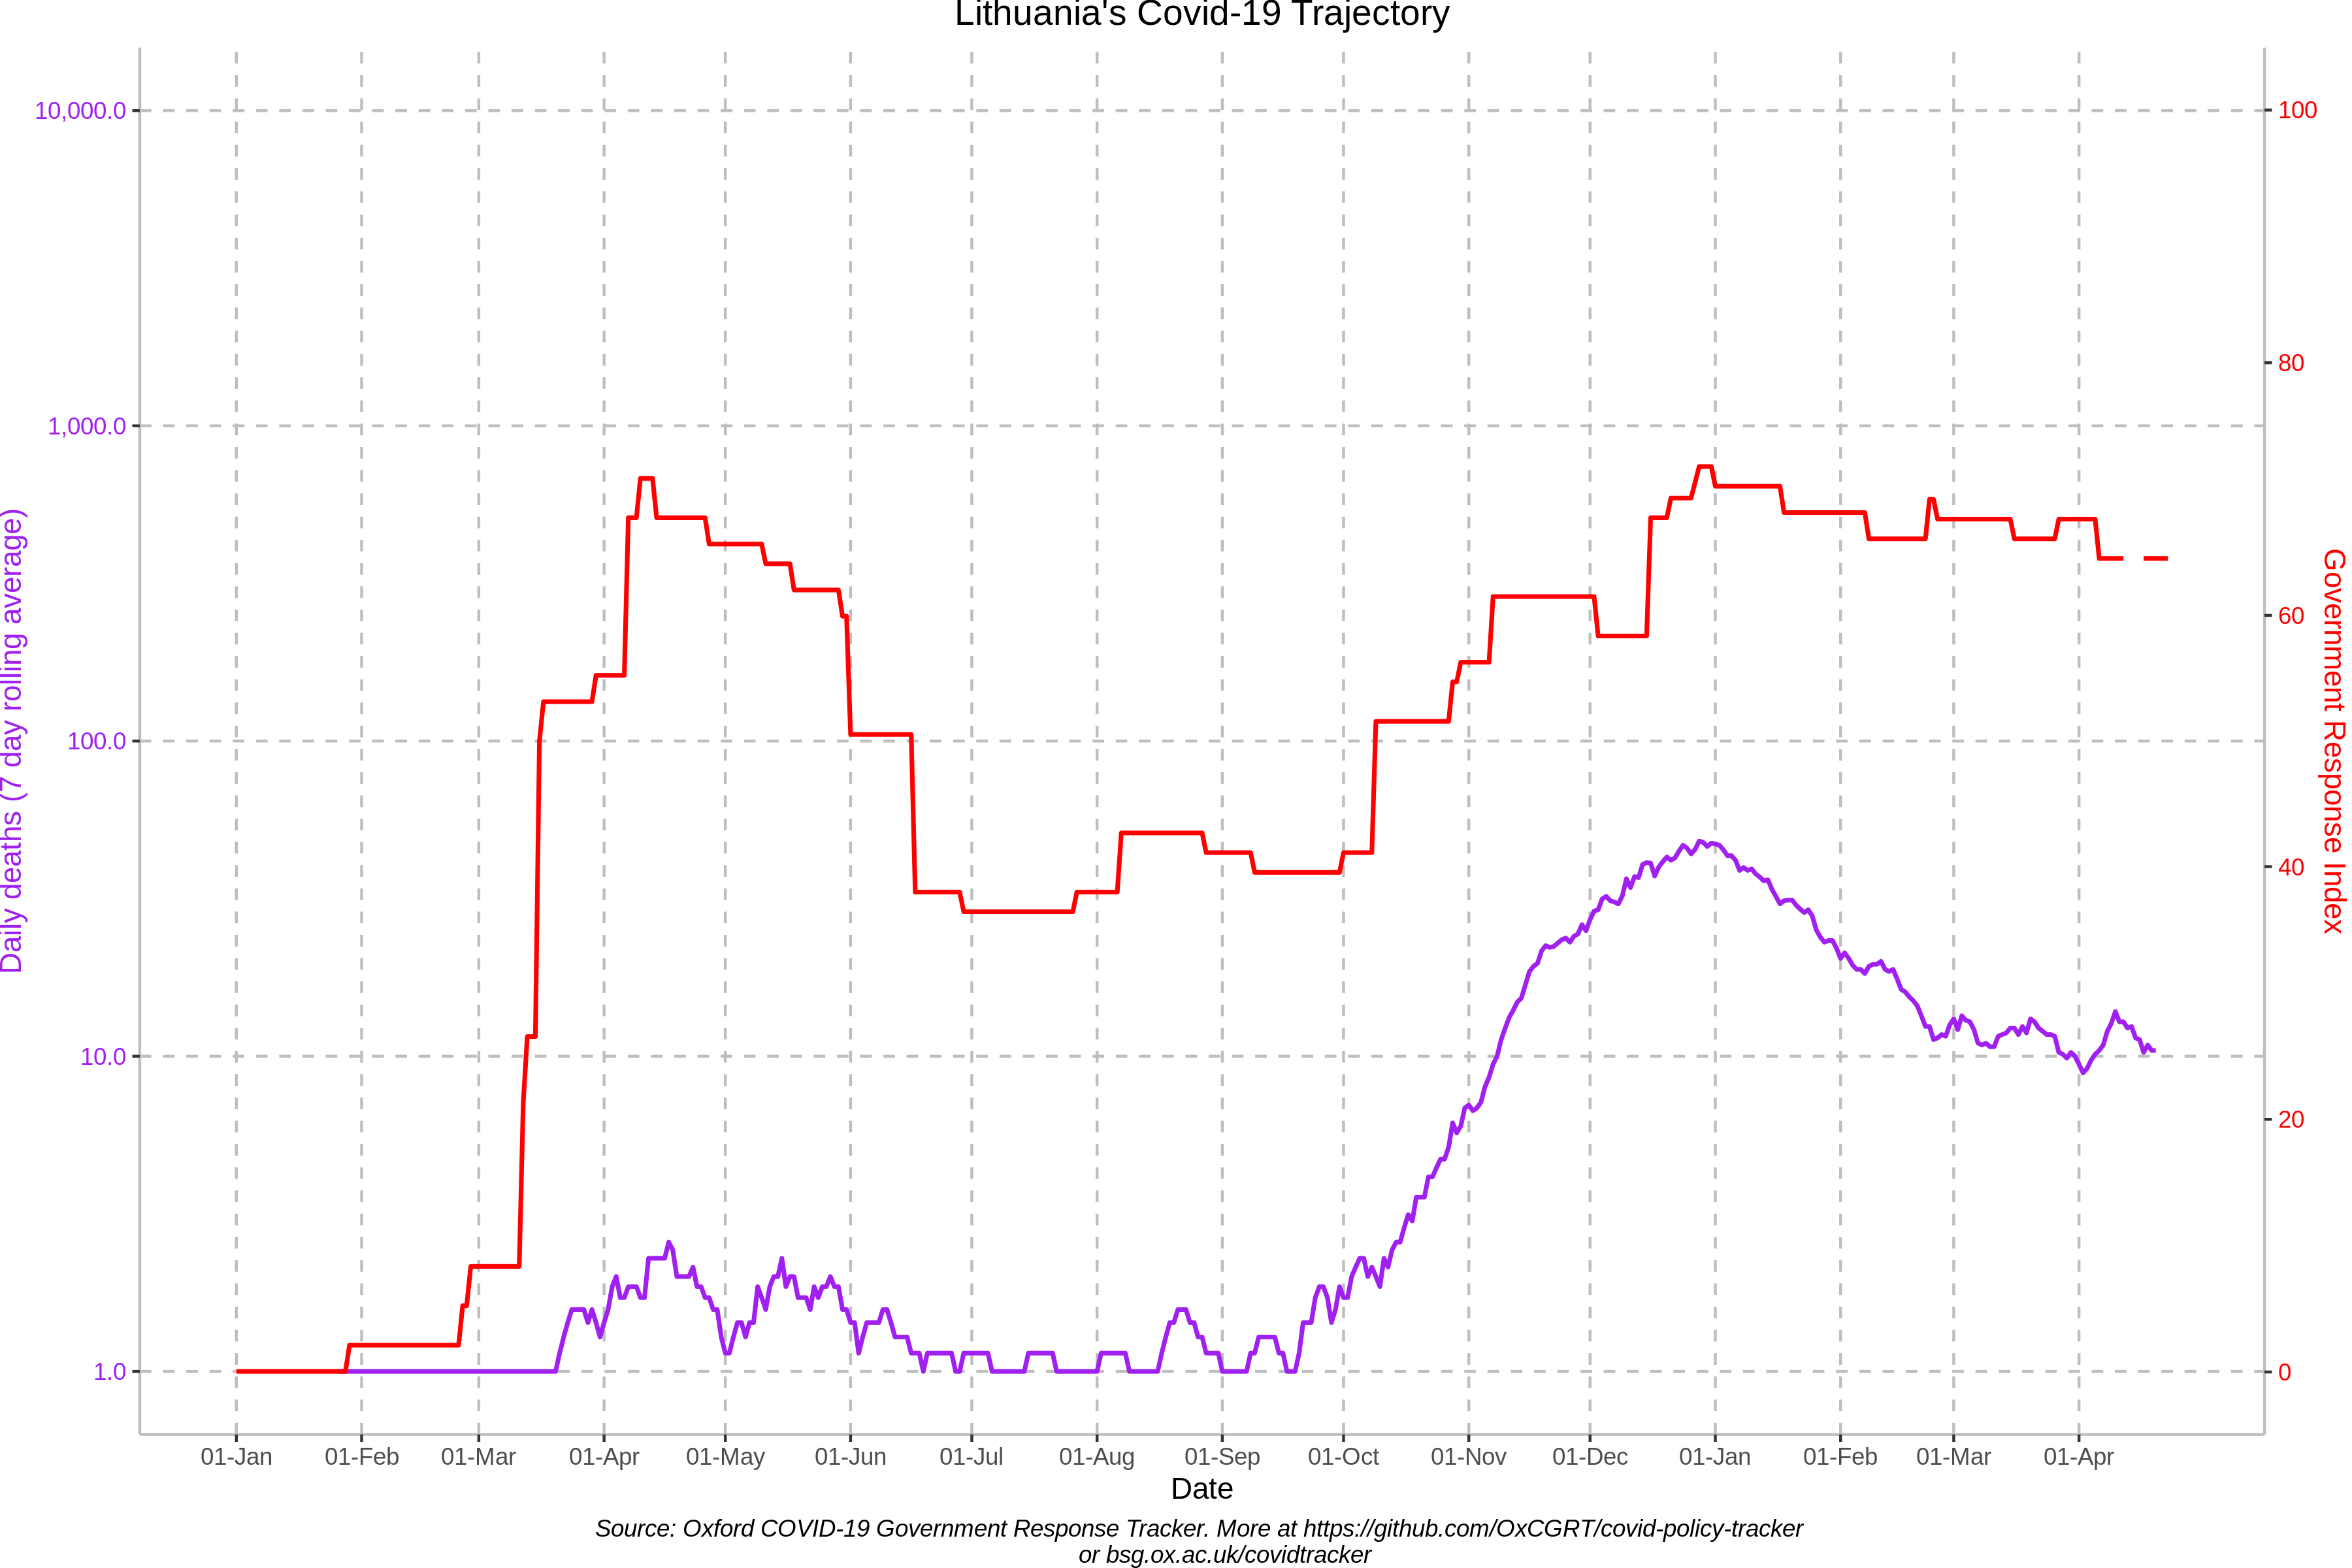 Lithuania's Covid-19 Trajectory
10,000.0
1,000.0
100.0
10.0
1.0
Daily deaths (7 day rolling average)
100
80
60
40
20
0
Government Response Index
01-Jan 01-Feb 01-Mar 01-Apr 01-May 01-Jun 01-Jul 01-Aug 01-Sep 01-Oct 01-Nov 01-Dec 01-Jan 01-Feb 01-Mar 01-Apr
Date
Source: Oxford COVID-19 Government Response Tracker. More at https://github.com/OxCGRT/covid-policy-tracker
or bsg.ox.ac.uk/covidtracker